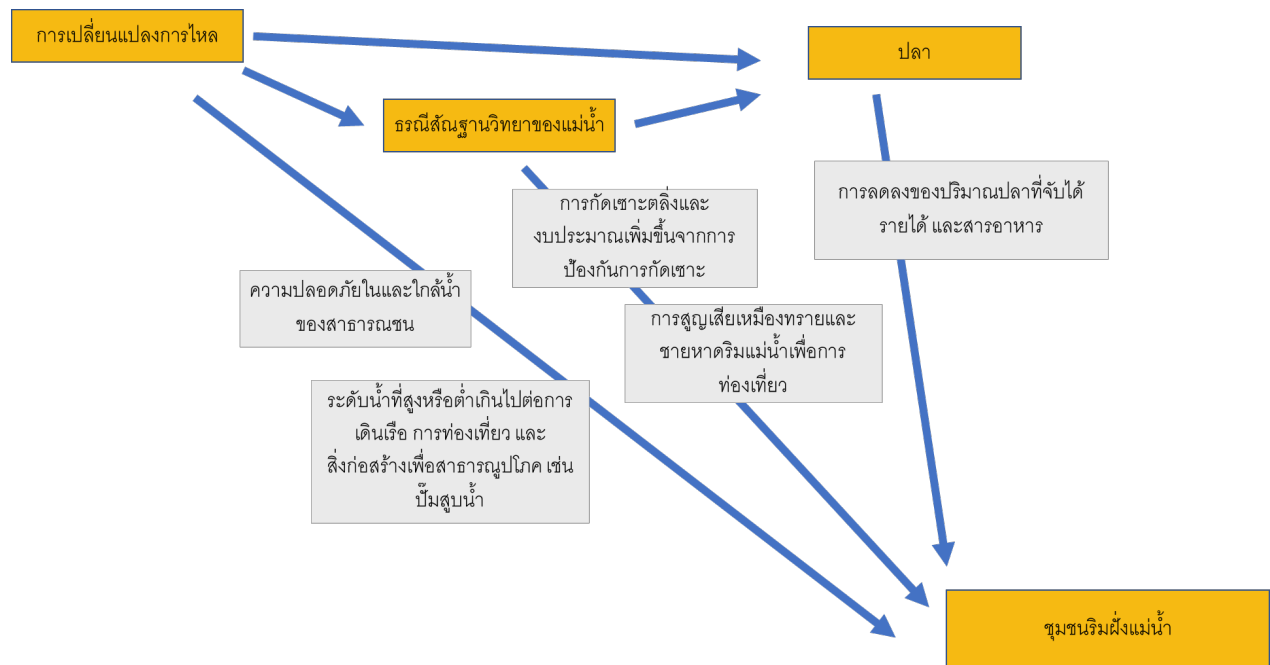 การเปลี่ยนแปลงการไหล
ปลา
ธรณีสัณฐานวิทยาของแม่น้ำ
การลดลงของปริมาณปลาที่จับได้
รายได้ และสารอาหาร
การกัดเซาะตลิ่งและ
งบประมาณเพิ่มขึ้นจากการ
ป้องกันการกัดเซาะ
ความปลอดภัยในและใกล้น้ำ
ของสาธารณชน
การสูญเสียเหมืองทรายและ
ชายหาดริมแม่น้ำเพื่อการ
ท่องเที่ยว
ระดับน้ำที่สูงหรือต่ำเกินไปต่อการ
เดินเรือ การท่องเที่ยว และ
สิ่งก่อสร้างเพื่อสาธารณูปโภค เช่น
ปั๊มสูบน้ำ
ชุมชนริมฝั่งแม่น้ำ